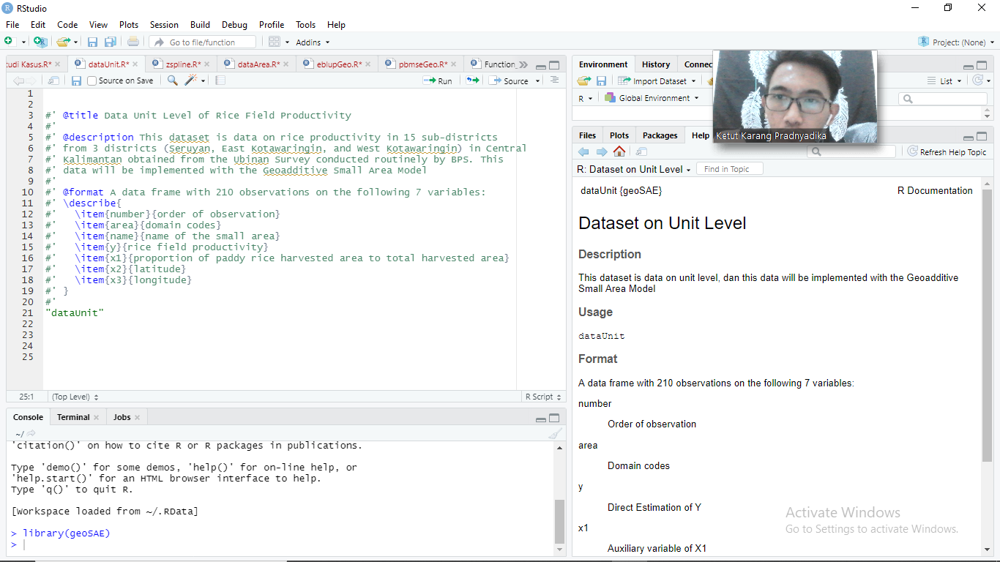 RStudio
File Edit Code View Plots Session Build Debug Profile Tools Help
Go to file/function Addins Project: (None)
tudi Kasus.R* dataUnit.R* zspline.R* dataArea.R* eblupGeo.R* pbmseGeo.R* Function_
Source on Save Run Source
1
2
3 #' @title Data Unit Level of Rice Field Productivity
4 #'
5 #' @description This dataset is data on rice productivity in 15 sub-districts
6 #' from 3 districts (Seruyan, East Kotawaringin, and West Kotawaringin) in Central
7 #' Kalimantan obtained from the Ubinan Survey conducted routinely by BPS. This
8 #' data will be implemented with the Geoadditive Small Area Model
9 #'
10 #' @format A data frame with 210 observations on the following 7 variables:
11 #' \describe{
12 #'   \item{number}{order of observation}
13 #'   \item{area}{domain codes}
14 #'   \item{name}{name of the small area}
15 #'   \item{y}{rice field productivity}
16 #'   \item{x1}{proportion of paddy rice harvested area to total harvested area}
17 #'   \item{x2}{latitude}
18 #'   \item{x3}{longitude}
19 #' }
20 #'
21 "dataUnit"
22
23
24
25
25:1 (Top Level) R Script
Console Terminal Jobs
~/
'citation()' on how to cite R or R packages in publications.
Type 'demo()' for some demos, 'help()' for on-line help, or
'help.start()' for an HTML browser interface to help.
Type 'q()' to quit R.
[Workspace loaded from ~/.RData]
> library(geoSAE)
>
Environment History Connec
Import Dataset List
R Global Environment
Ketut Karang Pradnyadika
Files Plots Packages Help
Refresh Help Topic
R: Dataset on Unit Level Find in Topic
dataUnit {geoSAE} R Documentation
Dataset on Unit Level
Description
This dataset is data on unit level, dan this data will be implemented with the Geoadditive
Small Area Model
Usage
dataUnit
Format
A data frame with 210 observations on the following 7 variables:
number
Order of observation
area
Domain codes
y
Direct Estimation of Y
x1
Auxiliary variable of X1
Activate Windows
Go to Settings to activate Windows.